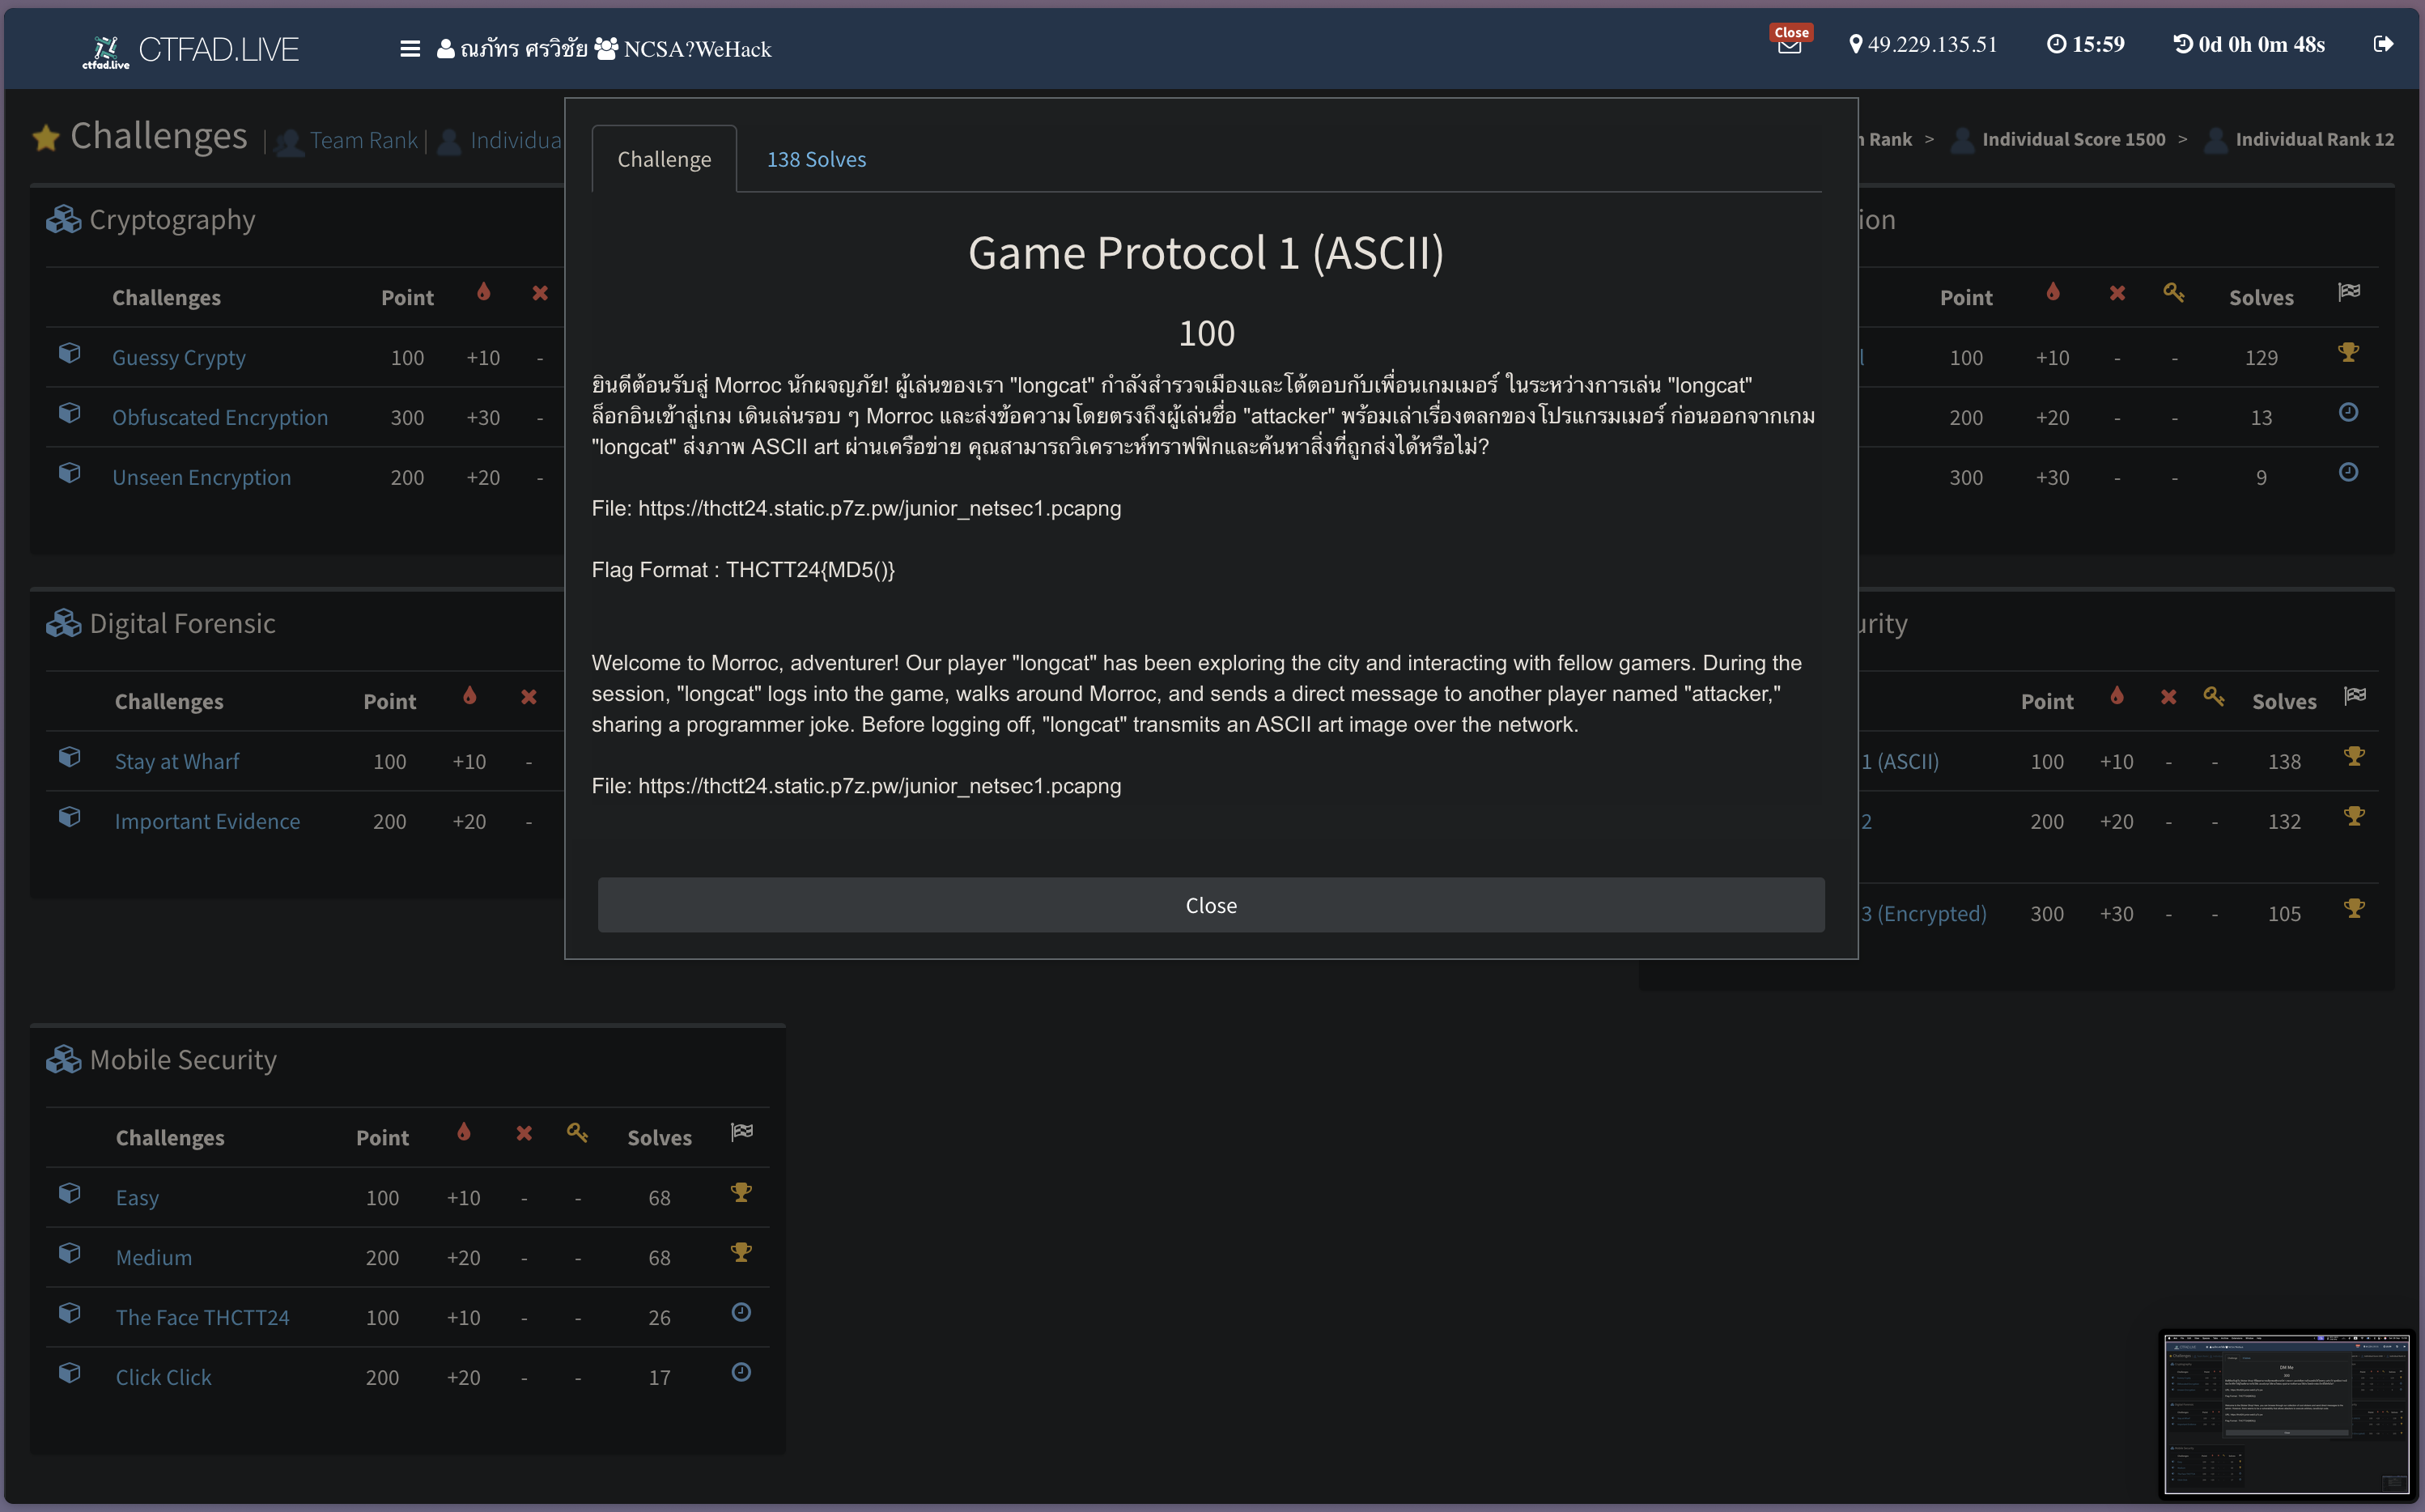 ctfad.live CTFAD.LIVE ณภัทร ศรวิชัย NCSA?WeHack Close 49.229.135.51 15:59 0d 0h 0m 48s
Challenges | Team Rank | Individua
Rank > Individual Score 1500 > Individual Rank 12
Challenge 138 Solves
Game Protocol 1 (ASCII)
100
ยินดีต้อนรับสู่ Morroc นักผจญภัย! ผู้เล่นของเรา "longcat" กำลังสำรวจเมืองและโต้ตอบกับเพื่อนเกมเมอร์ ในระหว่างการเล่น "longcat"
ล็อกอินเข้าสู่เกม เดินเล่นรอบ ๆ Morroc และส่งข้อความโดยตรงถึงผู้เล่นชื่อ "attacker" พร้อมเล่าเรื่องตลกของโปรแกรมเมอร์ ก่อนออกจากเกม
"longcat" ส่งภาพ ASCII art ผ่านเครือข่าย คุณสามารถวิเคราะห์ทราฟฟิกและค้นหาสิ่งที่ถูกส่งได้หรือไม่?
File: https://thctt24.static.p7z.pw/junior_netsec1.pcapng
Flag Format : THCTT24{MD5()}
Welcome to Morroc, adventurer! Our player "longcat" has been exploring the city and interacting with fellow gamers. During the
session, "longcat" logs into the game, walks around Morroc, and sends a direct message to another player named "attacker,"
sharing a programmer joke. Before logging off, "longcat" transmits an ASCII art image over the network.
File: https://thctt24.static.p7z.pw/junior_netsec1.pcapng
Close
Cryptography
Challenges Point
Guessy Crypty 100 +10 -
Obfuscated Encryption 300 +30 -
Unseen Encryption 200 +20 -
ion
Point Solves
100 +10 - - 129
200 +20 - - 13
300 +30 - - 9
Digital Forensic
Challenges Point
Stay at Wharf 100 +10 -
Important Evidence 200 +20 -
urity
Point Solves
1 (ASCII) 100 +10 - - 138
2 200 +20 - - 132
3 (Encrypted) 300 +30 - - 105
Mobile Security
Challenges Point Solves
Easy 100 +10 - - 68
Medium 200 +20 - - 68
The Face THCTT24 100 +10 - - 26
Click Click 200 +20 - - 17